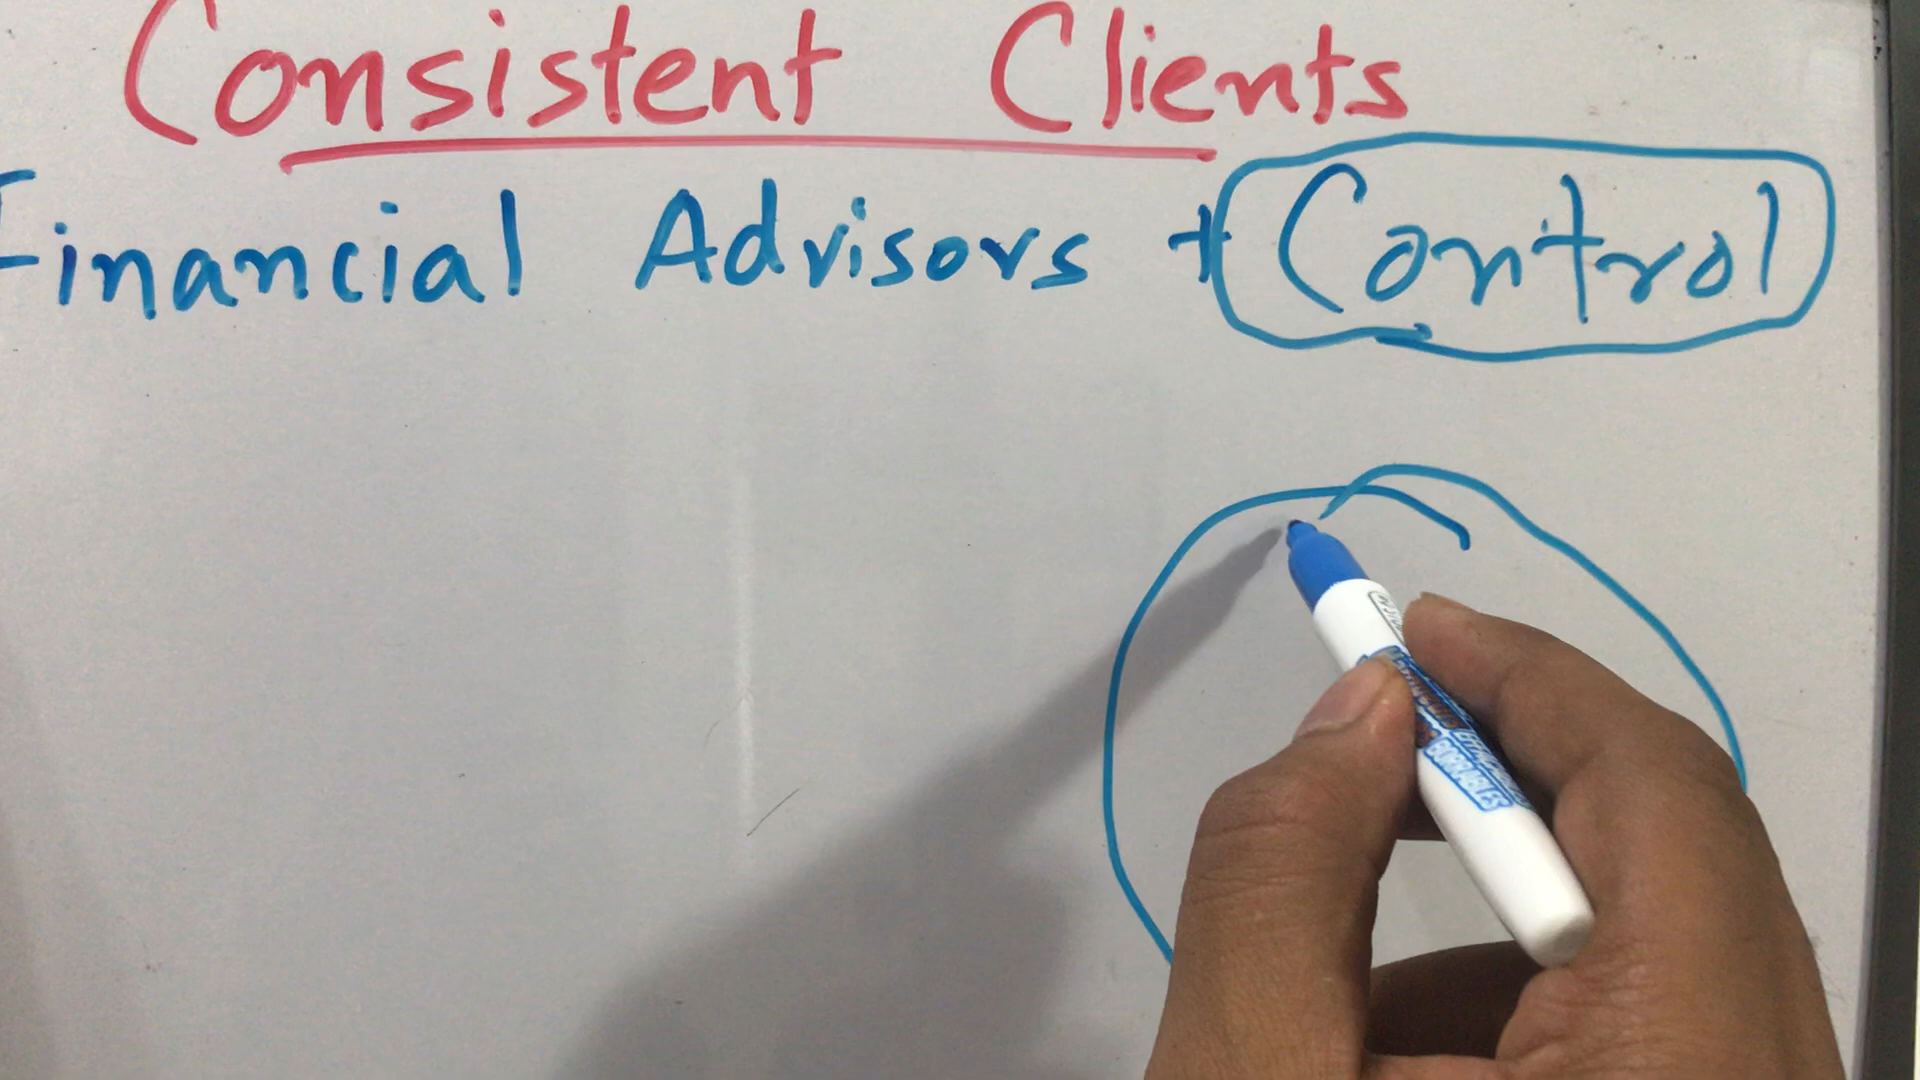 Consistent Clients
Financial Advisors + Control